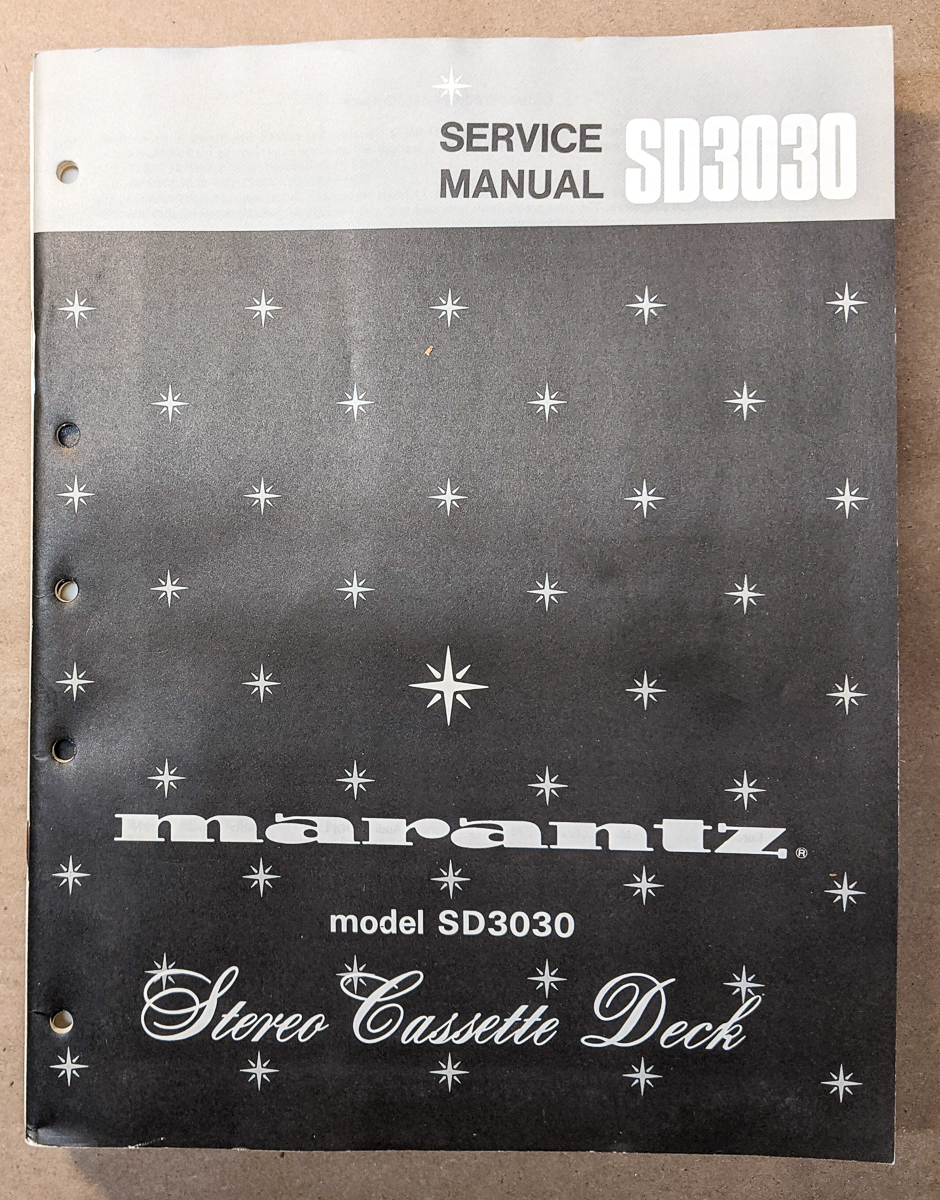 SERVICE
MANUAL
SD3030
marantz®
model SD3030
Stereo Cassette Deck